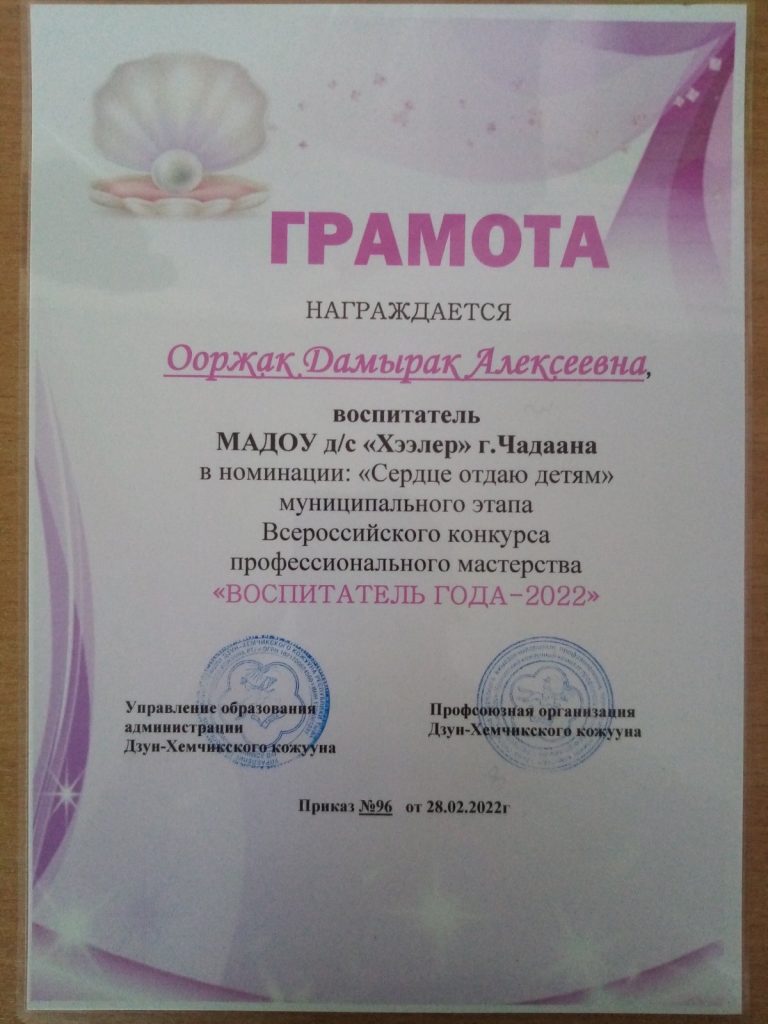 ГРАМОТА
НАГРАЖДАЕТСЯ
Ооржак Дамырак Алексеевна,
воспитатель
МАДОУ д/с «Хээлер» г.Чадаана
в номинации: «Сердце отдаю детям»
муниципального этапа
Всероссийского конкурса
профессионального мастерства
«ВОСПИТАТЕЛЬ ГОДА-2022»
Управление образования
администрации
Дзун-Хемчикского кожууна
Профсоюзная организация
Дзун-Хемчикского кожууна
Приказ №96 от 28.02.2022г